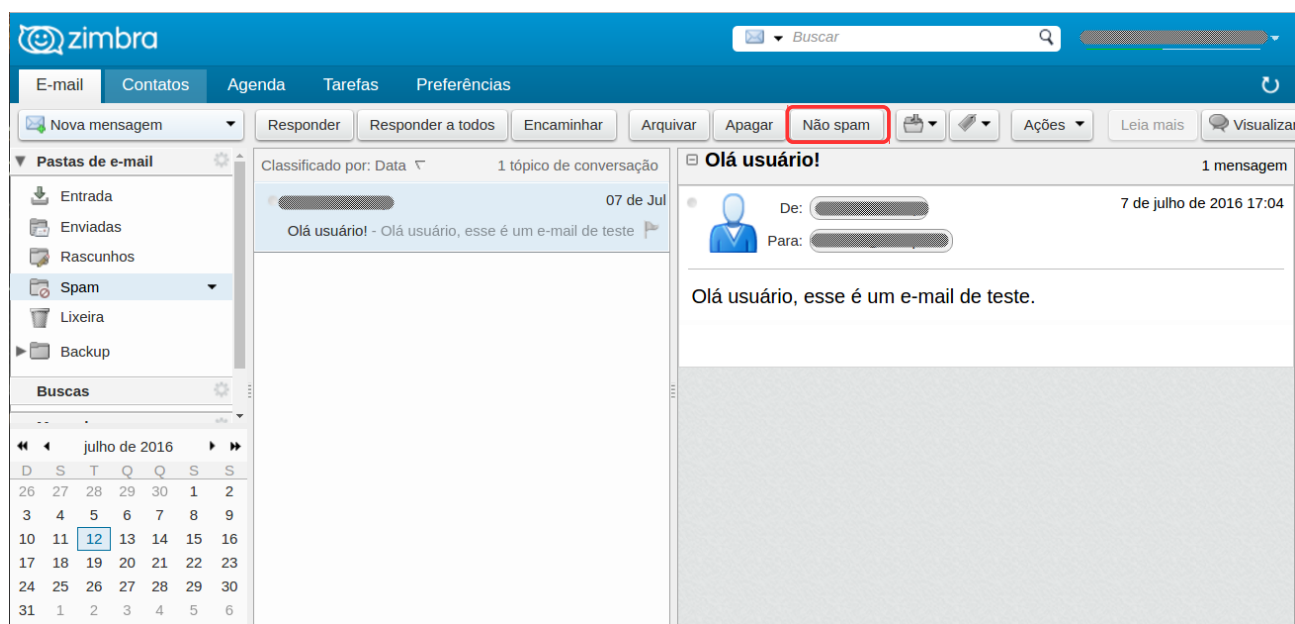 zimbra
Buscar
E-mail Contatos Agenda Tarefas Preferências
Nova mensagem Responder Responder a todos Encaminhar Arquivar Apagar Não spam Ações Leia mais Visualizar
Pastas de e-mail
Entrada
Enviadas
Rascunhos
Spam
Lixeira
Backup
Buscas
julho de 2016
D S T Q Q S S
26 27 28 29 30 1 2
3 4 5 6 7 8 9
10 11 12 13 14 15 16
17 18 19 20 21 22 23
24 25 26 27 28 29 30
31 1 2 3 4 5 6
Classificado por: Data 1 tópico de conversação
07 de Jul
Olá usuário! - Olá usuário, esse é um e-mail de teste
Olá usuário!
1 mensagem
De:
7 de julho de 2016 17:04
Para:
Olá usuário, esse é um e-mail de teste.